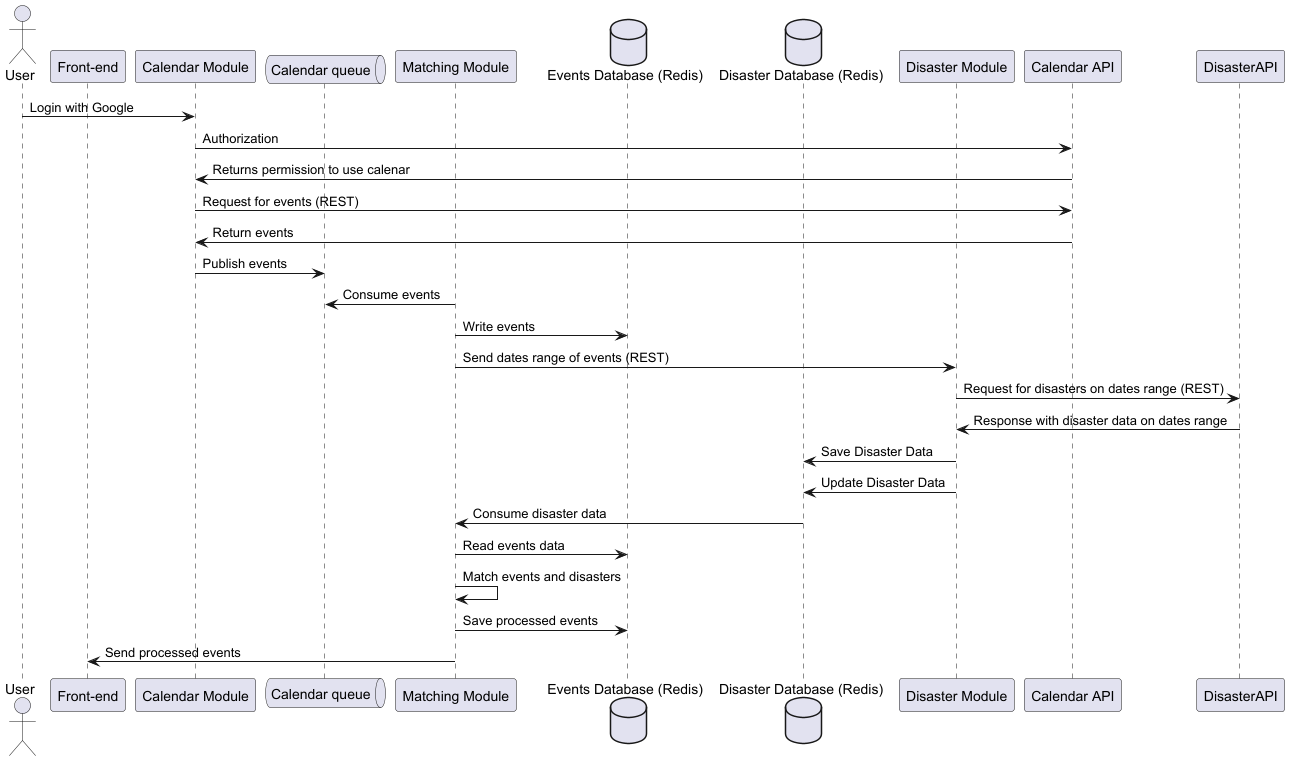 User
Front-end
Calendar Module
Calendar queue
Matching Module
Events Database (Redis)
Disaster Database (Redis)
Disaster Module
Calendar API
DisasterAPI
Login with Google
Authorization
Returns permission to use calenar
Request for events (REST)
Return events
Publish events
Consume events
Write events
Send dates range of events (REST)
Request for disasters on dates range (REST)
Response with disaster data on dates range
Save Disaster Data
Update Disaster Data
Consume disaster data
Read events data
Match events and disasters
Save processed events
Send processed events
User
Front-end
Calendar Module
Calendar queue
Matching Module
Events Database (Redis)
Disaster Database (Redis)
Disaster Module
Calendar API
DisasterAPI